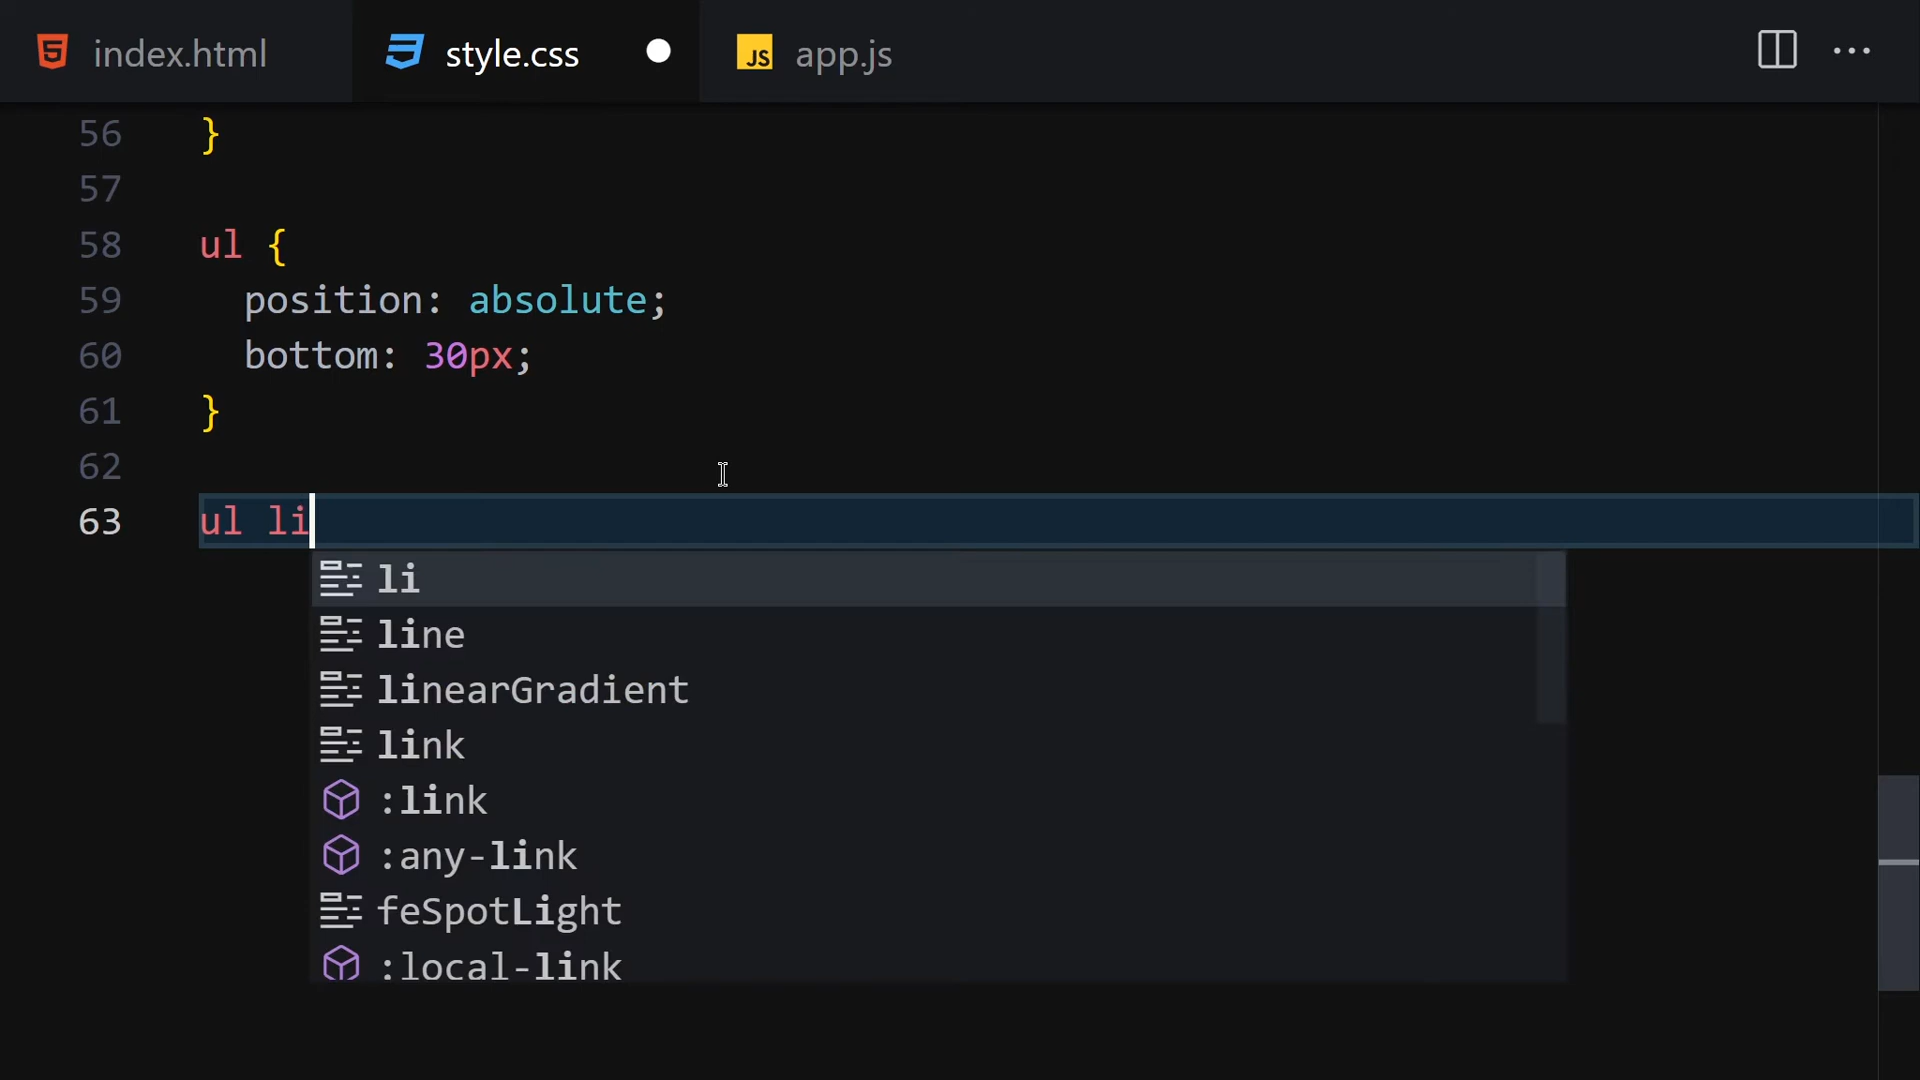 index.html style.css app.js
56 }
57
58 ul {
59 position: absolute;
60 bottom: 30px;
61 }
62
63 ul li
li
line
linearGradient
link
:link
:any-link
feSpotLight
:local-link